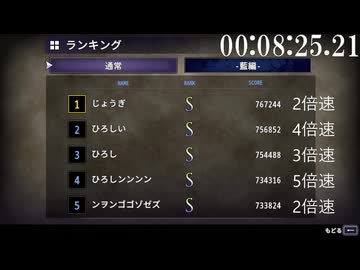 ランキング
00:08:25.21
通常
-藍編-
NAME RANK SCORE
1 じょうぎ S 767244 2倍速
2 ひろしい S 756852 4倍速
3 ひろし S 754488 3倍速
4 ひろしンンンン S 734316 5倍速
5 ンヨンゴゴゾゼズ S 733824 2倍速
もどる